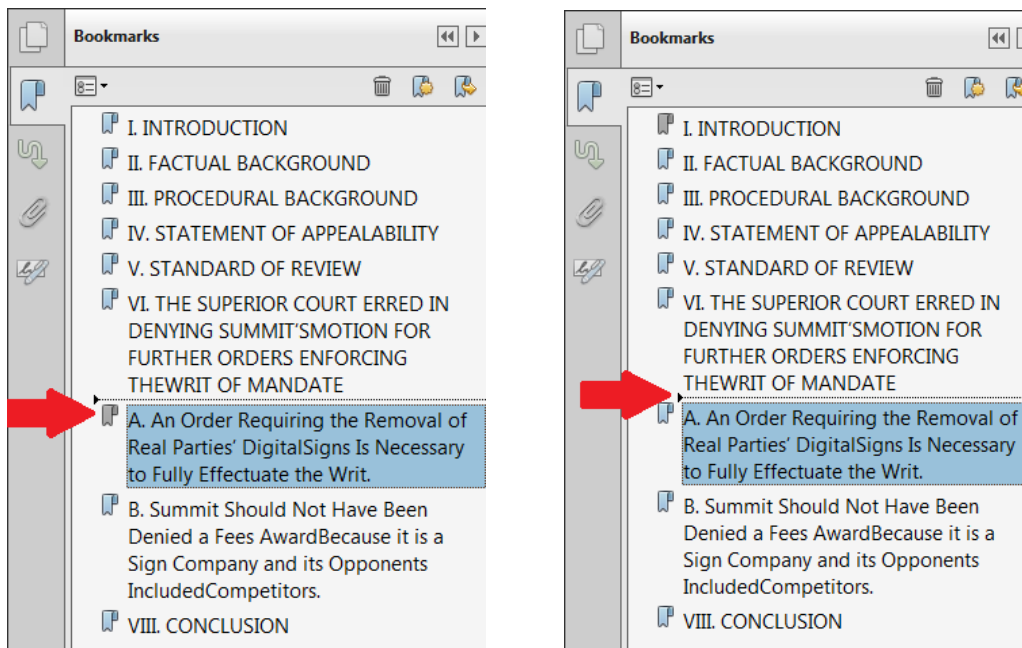 Bookmarks
I. INTRODUCTION
II. FACTUAL BACKGROUND
III. PROCEDURAL BACKGROUND
IV. STATEMENT OF APPEALABILITY
V. STANDARD OF REVIEW
VI. THE SUPERIOR COURT ERRED IN
DENYING SUMMIT'SMOTION FOR
FURTHER ORDERS ENFORCING
THEWRIT OF MANDATE
A. An Order Requiring the Removal of
Real Parties' DigitalSigns Is Necessary
to Fully Effectuate the Writ.
B. Summit Should Not Have Been
Denied a Fees AwardBecause it is a
Sign Company and its Opponents
IncludedCompetitors.
VIII. CONCLUSION
Bookmarks
I. INTRODUCTION
II. FACTUAL BACKGROUND
III. PROCEDURAL BACKGROUND
IV. STATEMENT OF APPEALABILITY
V. STANDARD OF REVIEW
VI. THE SUPERIOR COURT ERRED IN
DENYING SUMMIT'SMOTION FOR
FURTHER ORDERS ENFORCING
THEWRIT OF MANDATE
A. An Order Requiring the Removal of
Real Parties' DigitalSigns Is Necessary
to Fully Effectuate the Writ.
B. Summit Should Not Have Been
Denied a Fees AwardBecause it is a
Sign Company and its Opponents
IncludedCompetitors.
VIII. CONCLUSION